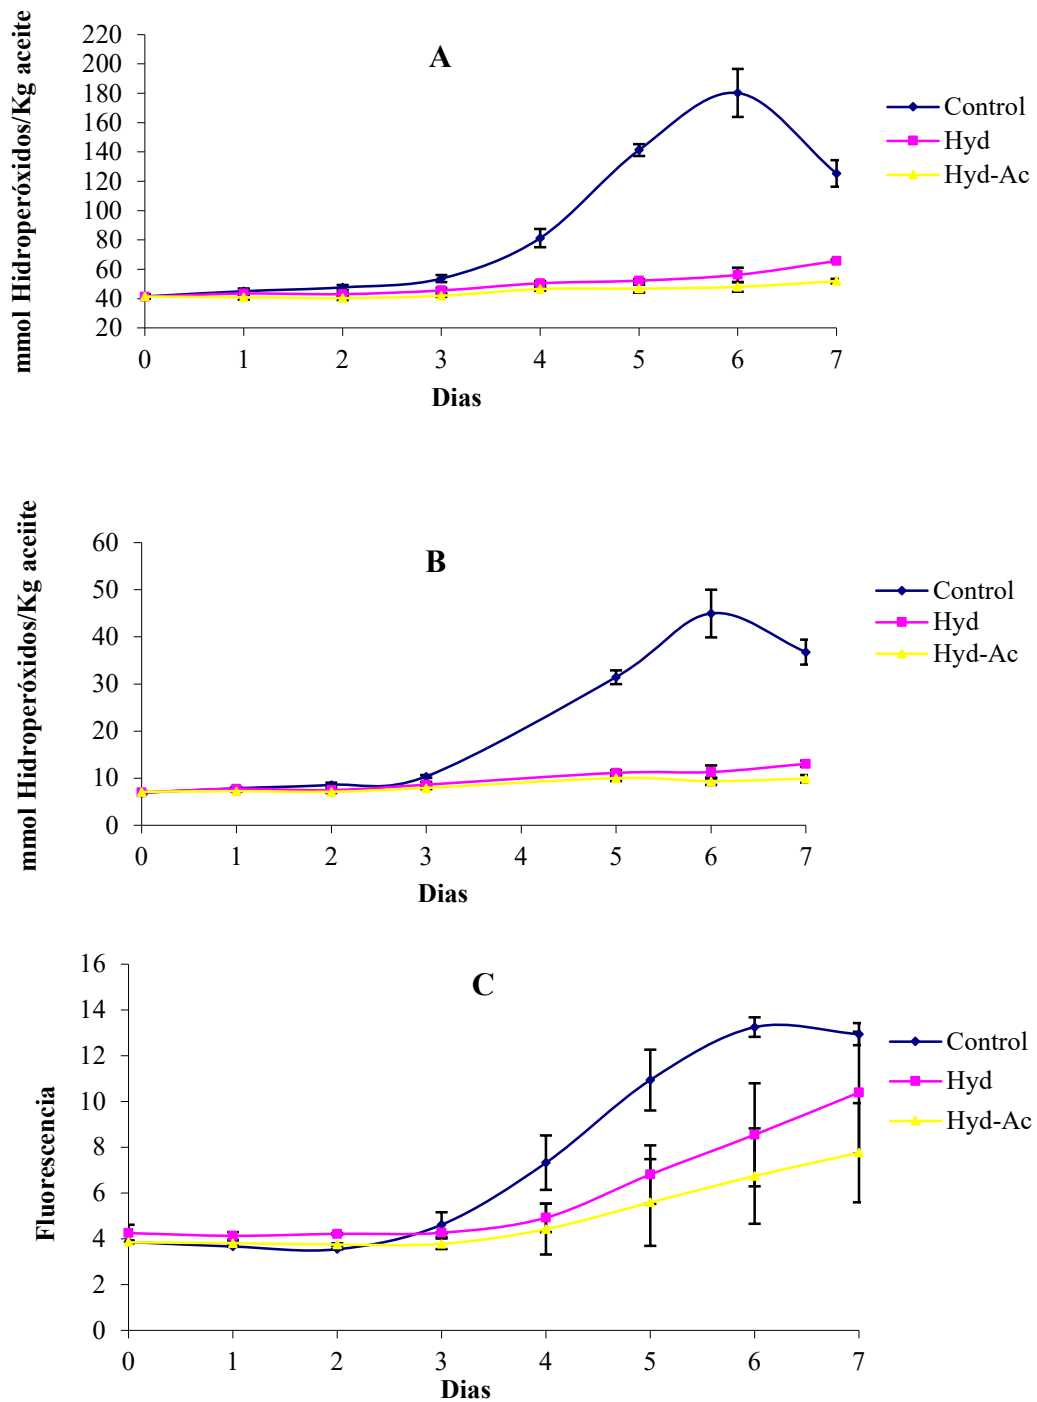 A
mmol Hidroperóxidos/Kg aceite
220
200
180
160
140
120
100
80
60
40
20
0 1 2 3 4 5 6 7
Dias
Control
Hyd
Hyd-Ac
B
mmol Hidroperóxidos/Kg aceiite
60
50
40
30
20
10
0
0 1 2 3 4 5 6 7
Dias
Control
Hyd
Hyd-Ac
C
Fluorescencia
16
14
12
10
8
6
4
2
0
0 1 2 3 4 5 6 7
Dias
Control
Hyd
Hyd-Ac